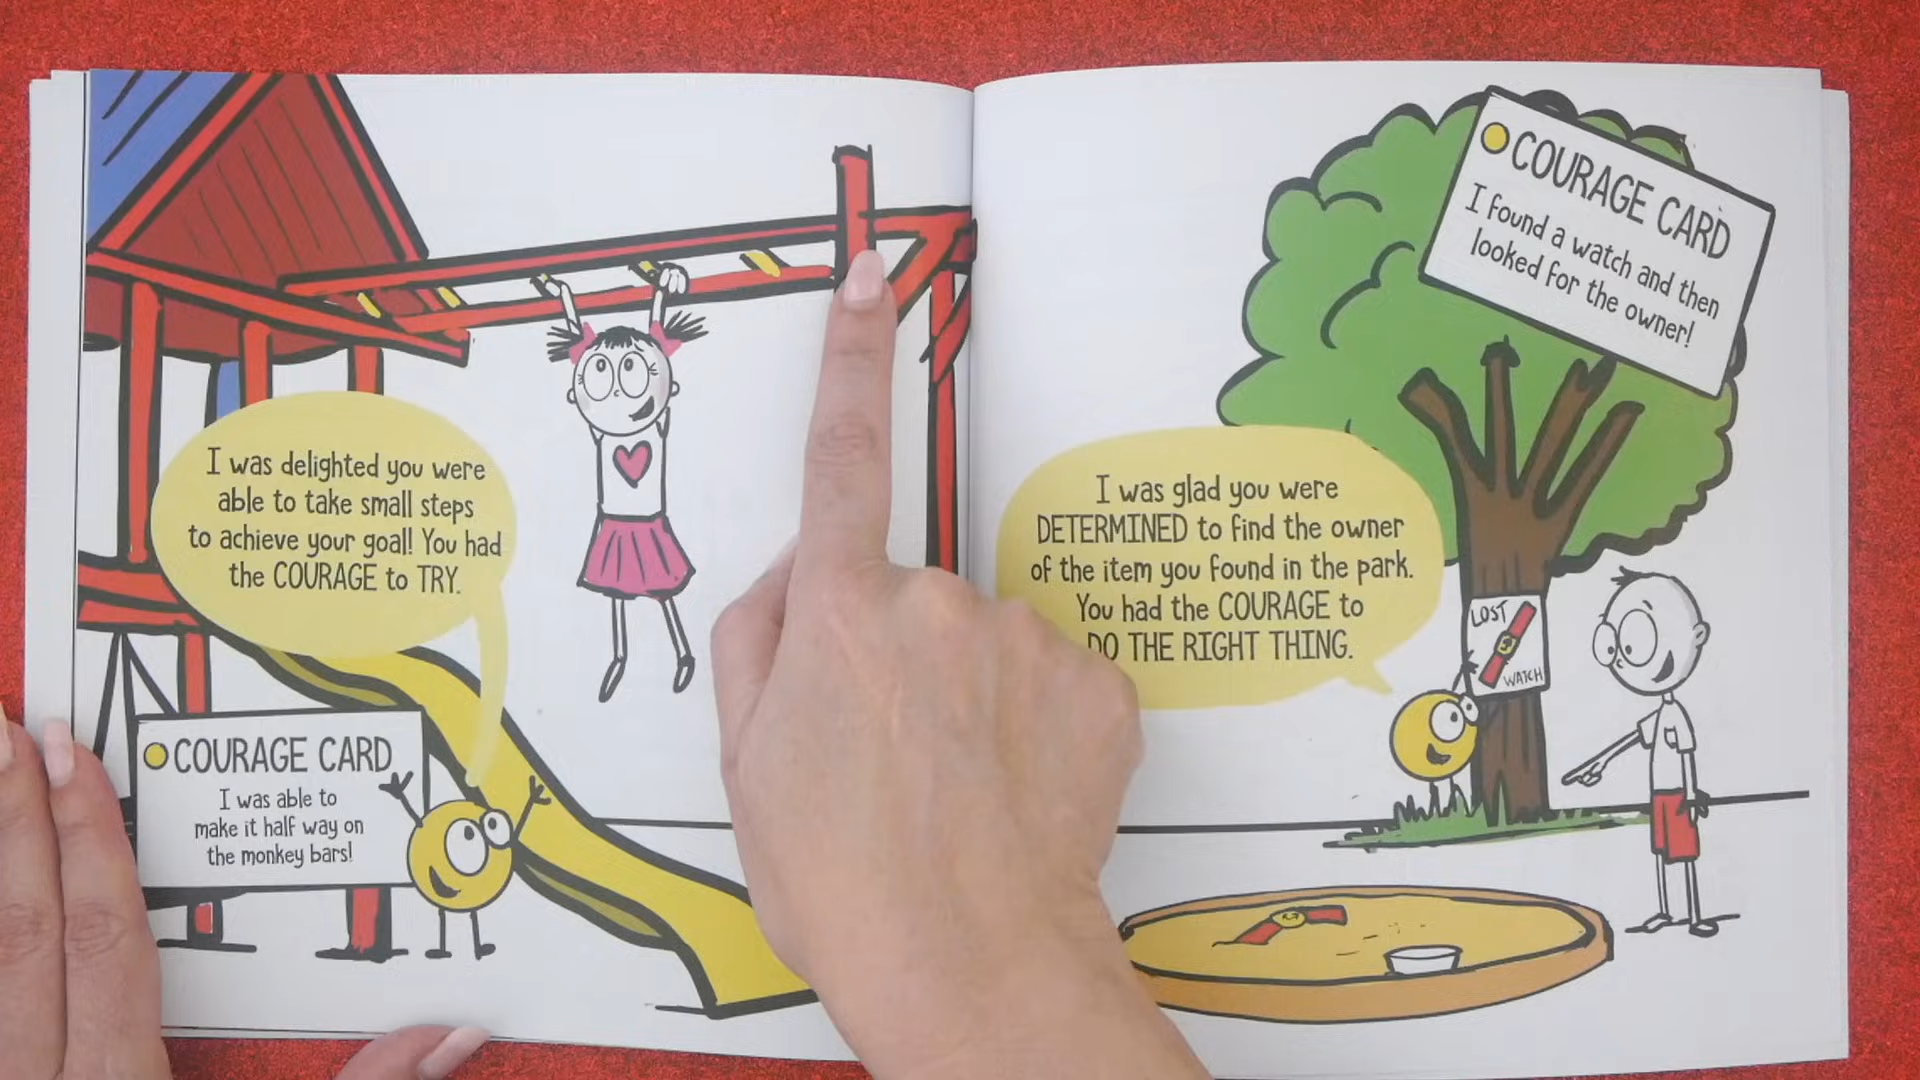 I was delighted you were
able to take small steps
to achieve your goal! You had
the COURAGE to TRY.
COURAGE CARD
I was able to
make it half way on
the monkey bars!
COURAGE CARD
I found a watch and then
looked for the owner!
I was glad you were
DETERMINED to find the owner
of the item you found in the park.
You had the COURAGE to
DO THE RIGHT THING.
LOST
WATCH